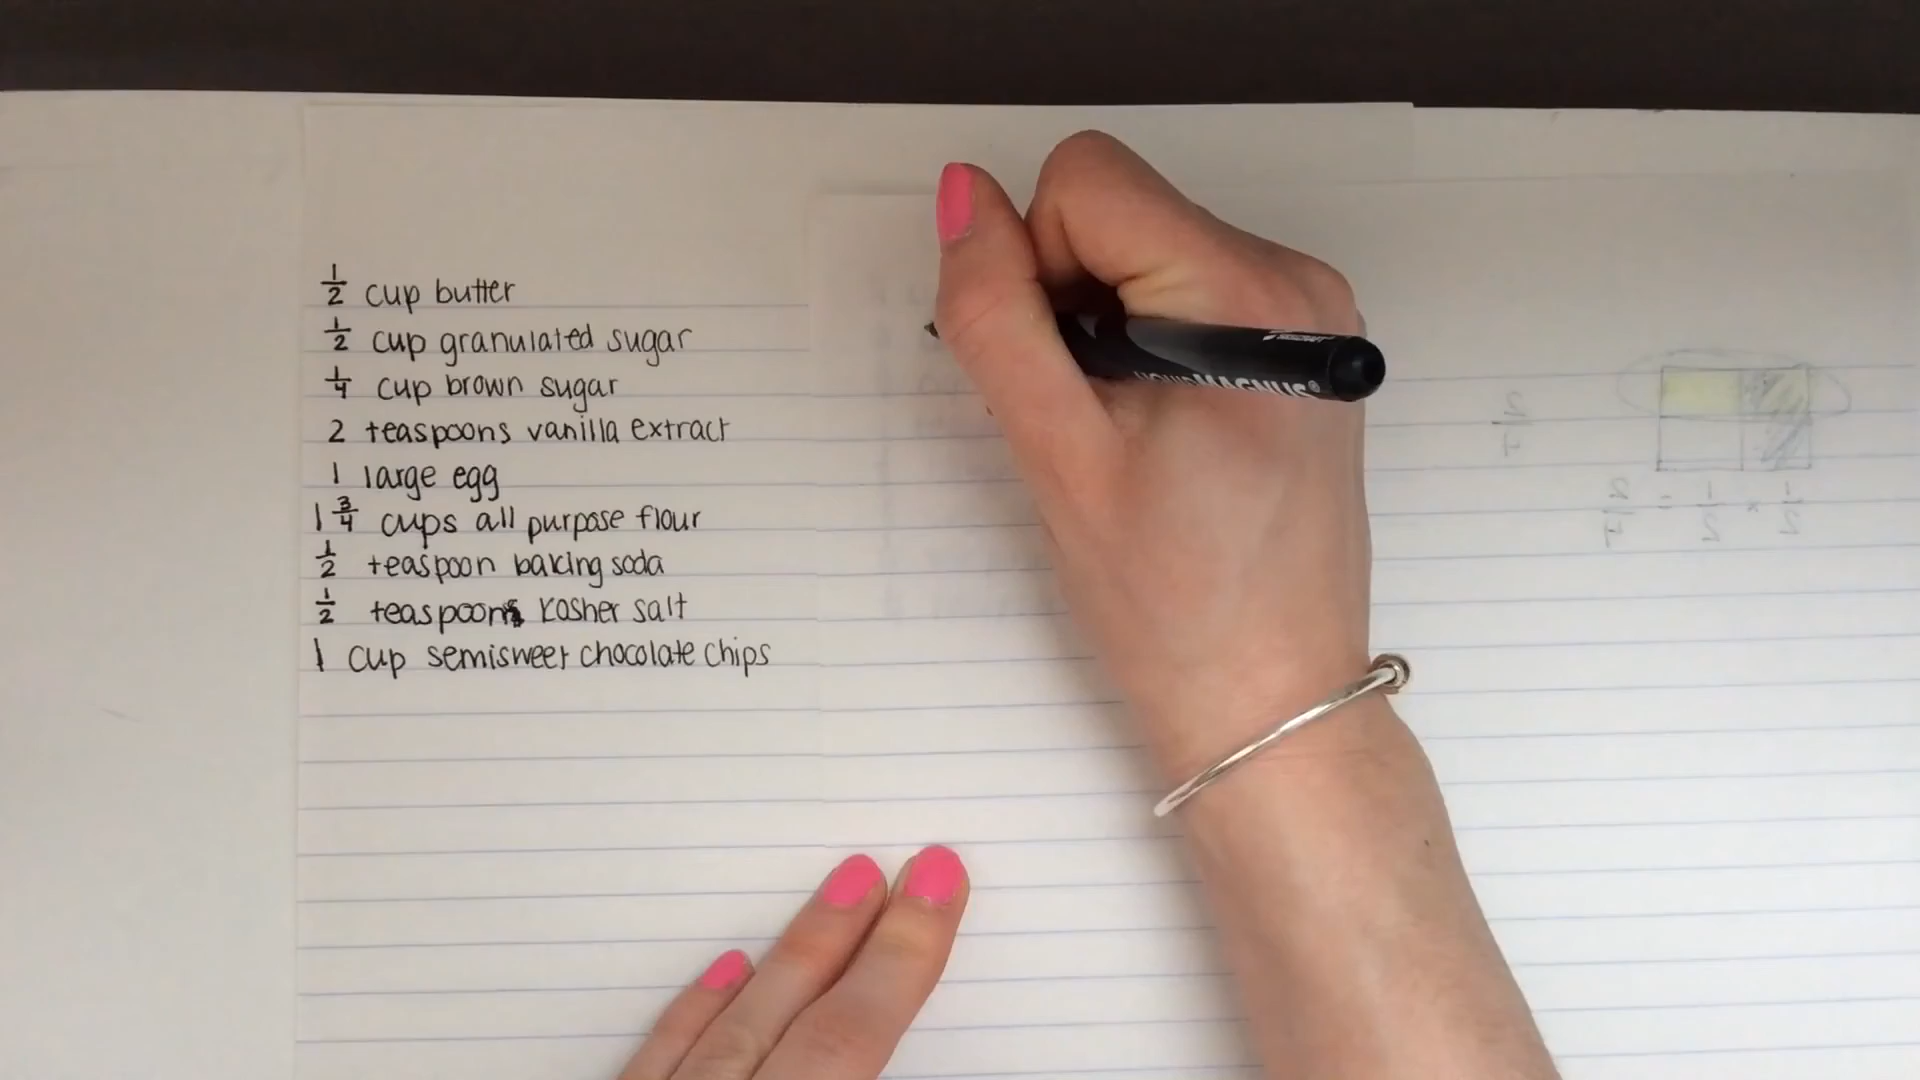 1/2 cup butter
1/2 cup granulated sugar
1/4 cup brown sugar
2 teaspoons vanilla extract
1 large egg
1 3/4 cups all purpose flour
1/2 teaspoon baking soda
1/2 teaspoon kosher salt
1 cup semisweet chocolate chips
MAGNUS®